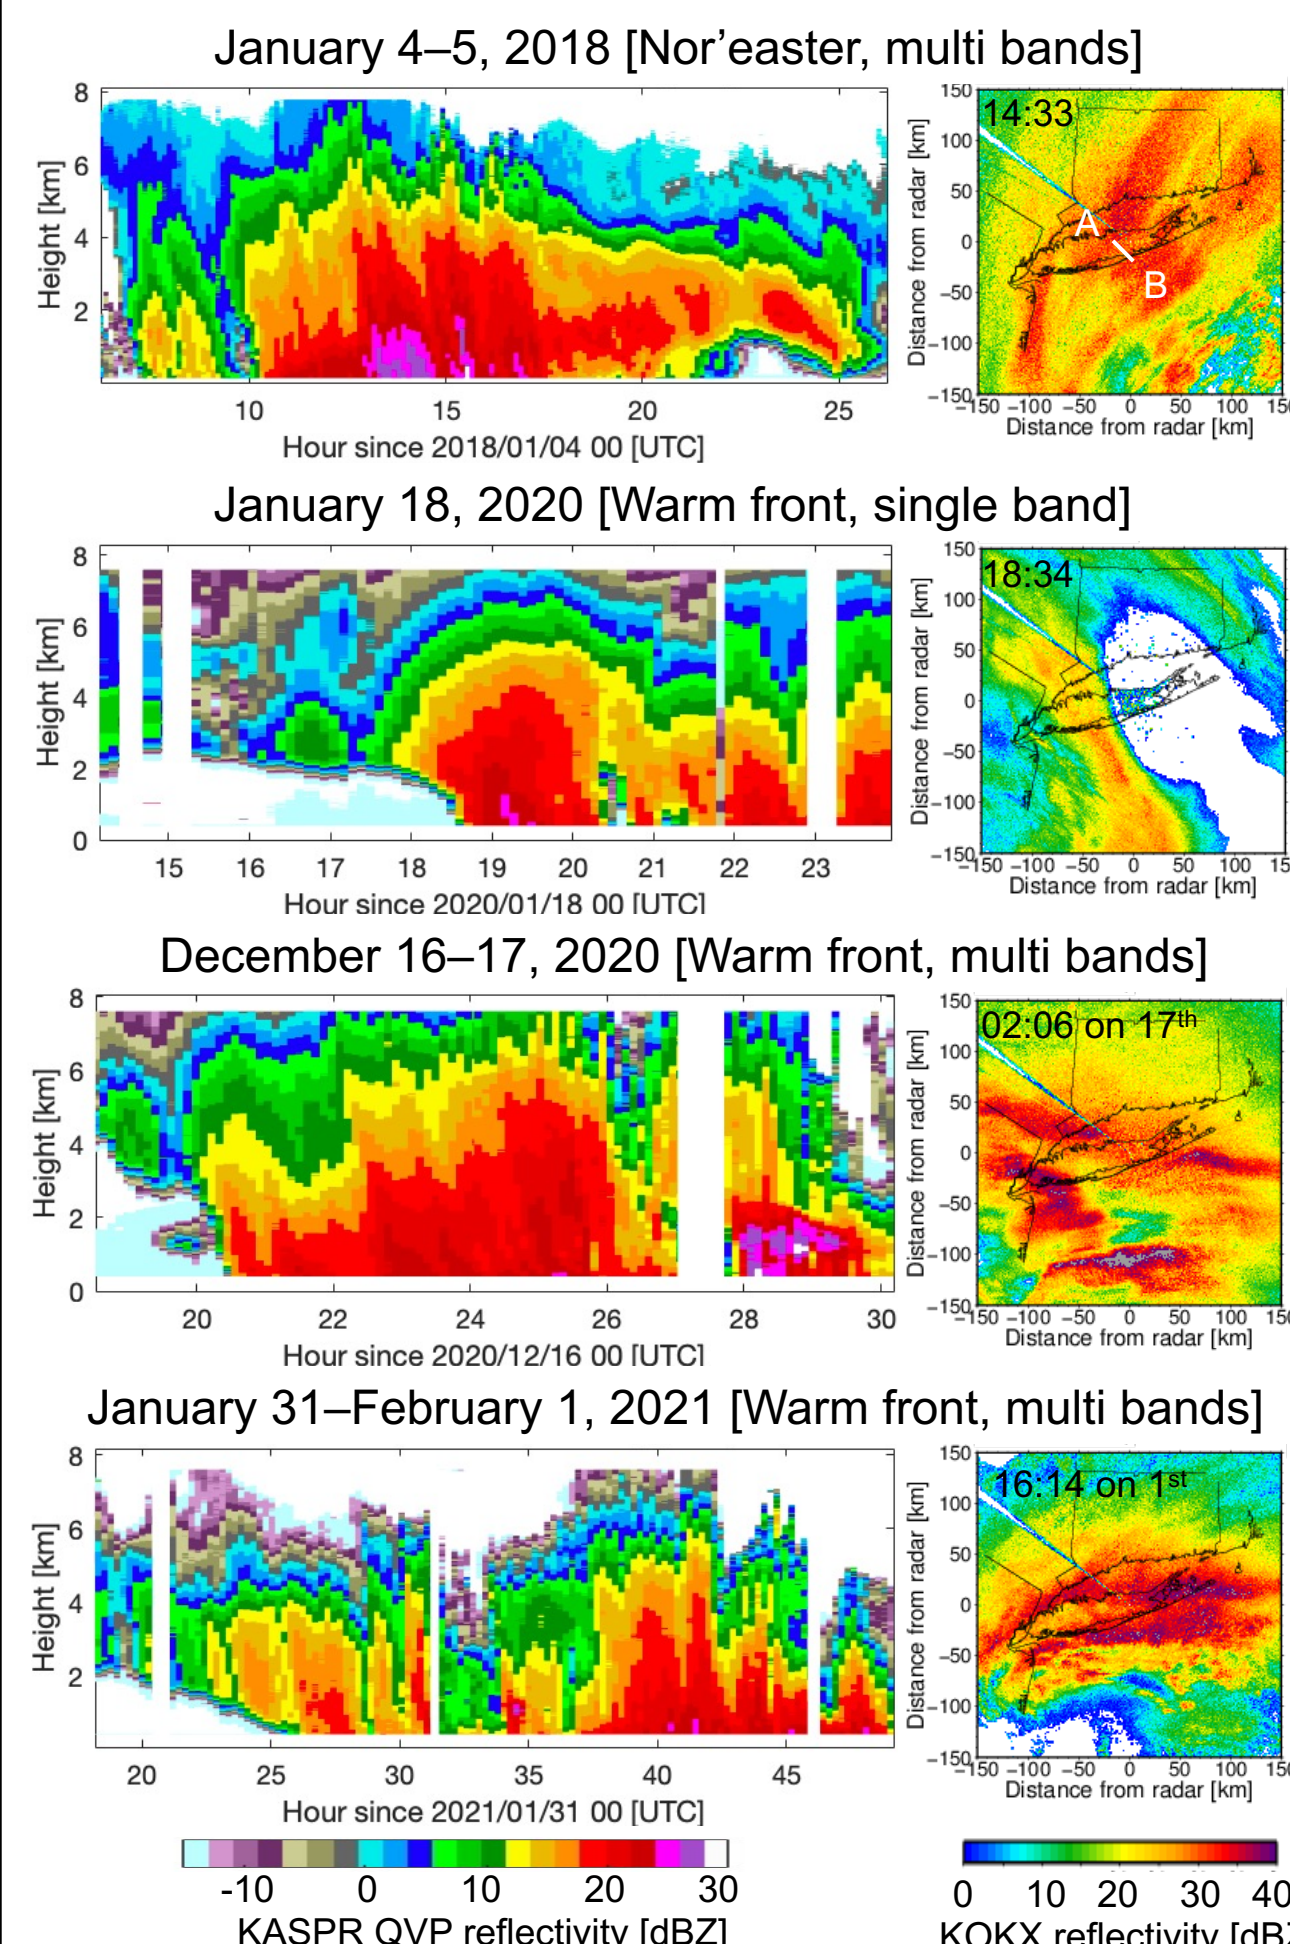 January 4–5, 2018 [Nor’easter, multi bands]
8
6
4
2
Height [km]
10 15 20 25
Hour since 2018/01/04 00 [UTC]
150
100
50
0
−50
−100
−150
Distance from radar [km]
14:33
A
B
−150 −100 −50 0 50 100 150
Distance from radar [km]
January 18, 2020 [Warm front, single band]
8
6
4
2
0
Height [km]
15 16 17 18 19 20 21 22 23
Hour since 2020/01/18 00 [UTC]
150
100
50
0
−50
−100
−150
Distance from radar [km]
18:34
−150 −100 −50 0 50 100 15
Distance from radar [km]
December 16–17, 2020 [Warm front, multi bands]
8
6
4
2
0
Height [km]
20 22 24 26 28 30
Hour since 2020/12/16 00 [UTC]
150
100
50
0
−50
−100
−150
Distance from radar [km]
02:06 on 17th
−150 −100 −50 0 50 100 150
Distance from radar [km]
January 31–February 1, 2021 [Warm front, multi bands]
8
6
4
2
Height [km]
20 25 30 35 40 45
Hour since 2021/01/31 00 [UTC]
150
100
50
0
−50
−100
−150
Distance from radar [km]
16:14 on 1st
−150 −100 −50 0 50 100 150
Distance from radar [km]
-10 0 10 20 30
KASPR QVP reflectivity [dBZ]
0 10 20 30 40
KOKX reflectivity [dBZ